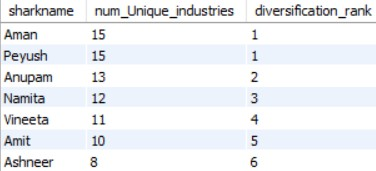 sharkname num_Unique_industries diversification_rank
Aman 15 1
Peyush 15 1
Anupam 13 2
Namita 12 3
Vineeta 11 4
Amit 10 5
Ashneer 8 6